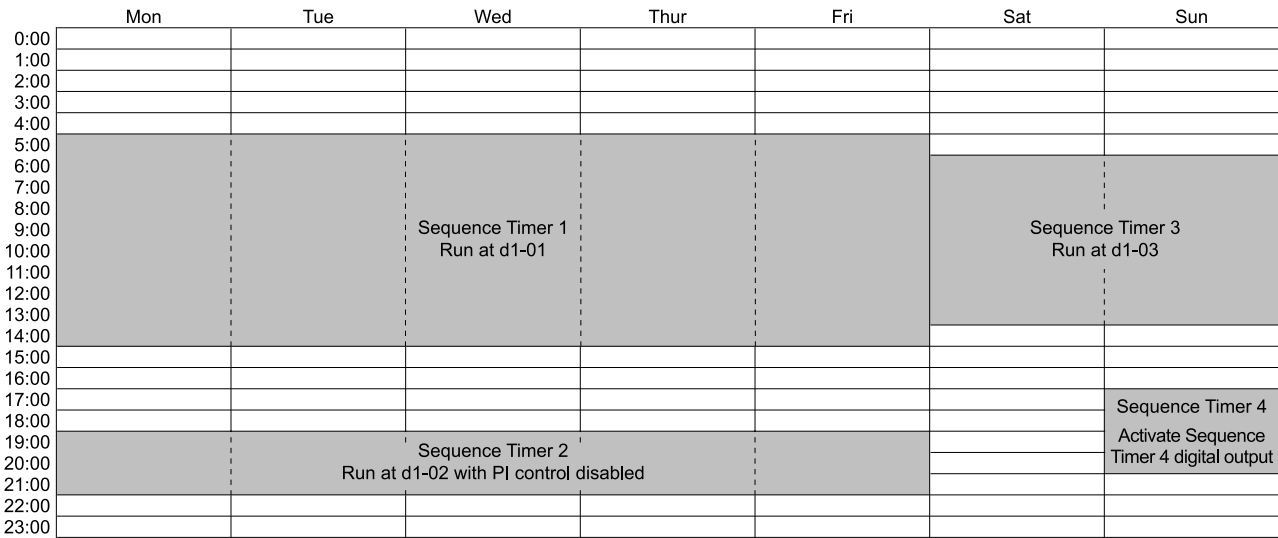 Mon Tue Wed Thur Fri Sat Sun
0:00
1:00
2:00
3:00
4:00
5:00
6:00
7:00
8:00
9:00
10:00
11:00
12:00
13:00
14:00
15:00
16:00
17:00
18:00
19:00
20:00
21:00
22:00
23:00
Sequence Timer 1
Run at d1-01
Sequence Timer 3
Run at d1-03
Sequence Timer 4
Activate Sequence
Timer 4 digital output
Sequence Timer 2
Run at d1-02 with PI control disabled